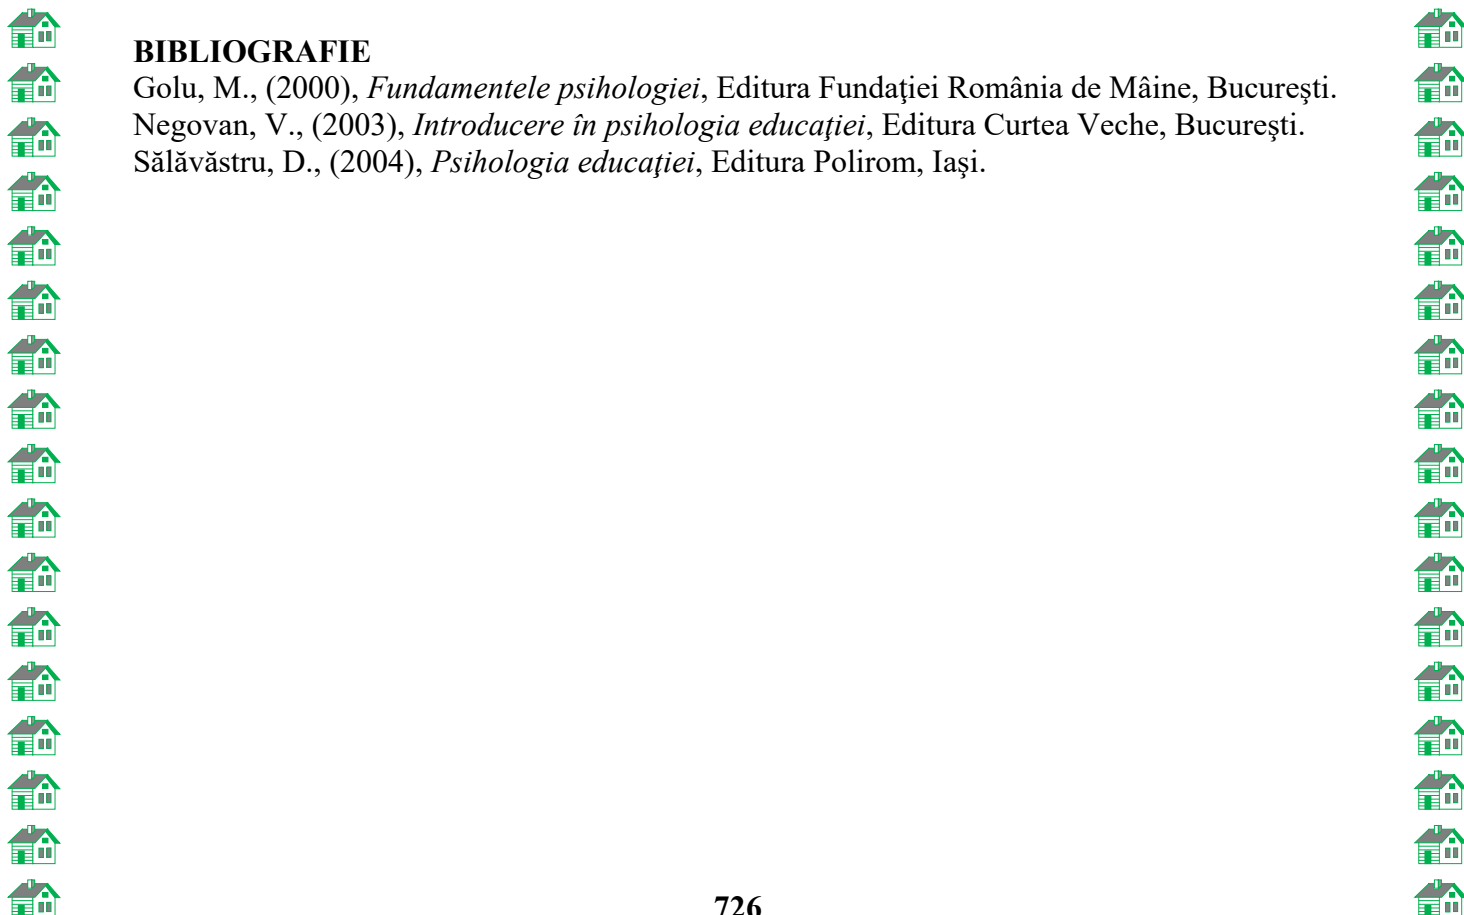 BIBLIOGRAFIE
Golu, M., (2000), Fundamentele psihologiei, Editura Fundaţiei România de Mâine, Bucureşti.
Negovan, V., (2003), Introducere în psihologia educaţiei, Editura Curtea Veche, Bucureşti.
Sălăvăstru, D., (2004), Psihologia educaţiei, Editura Polirom, Iaşi.
726